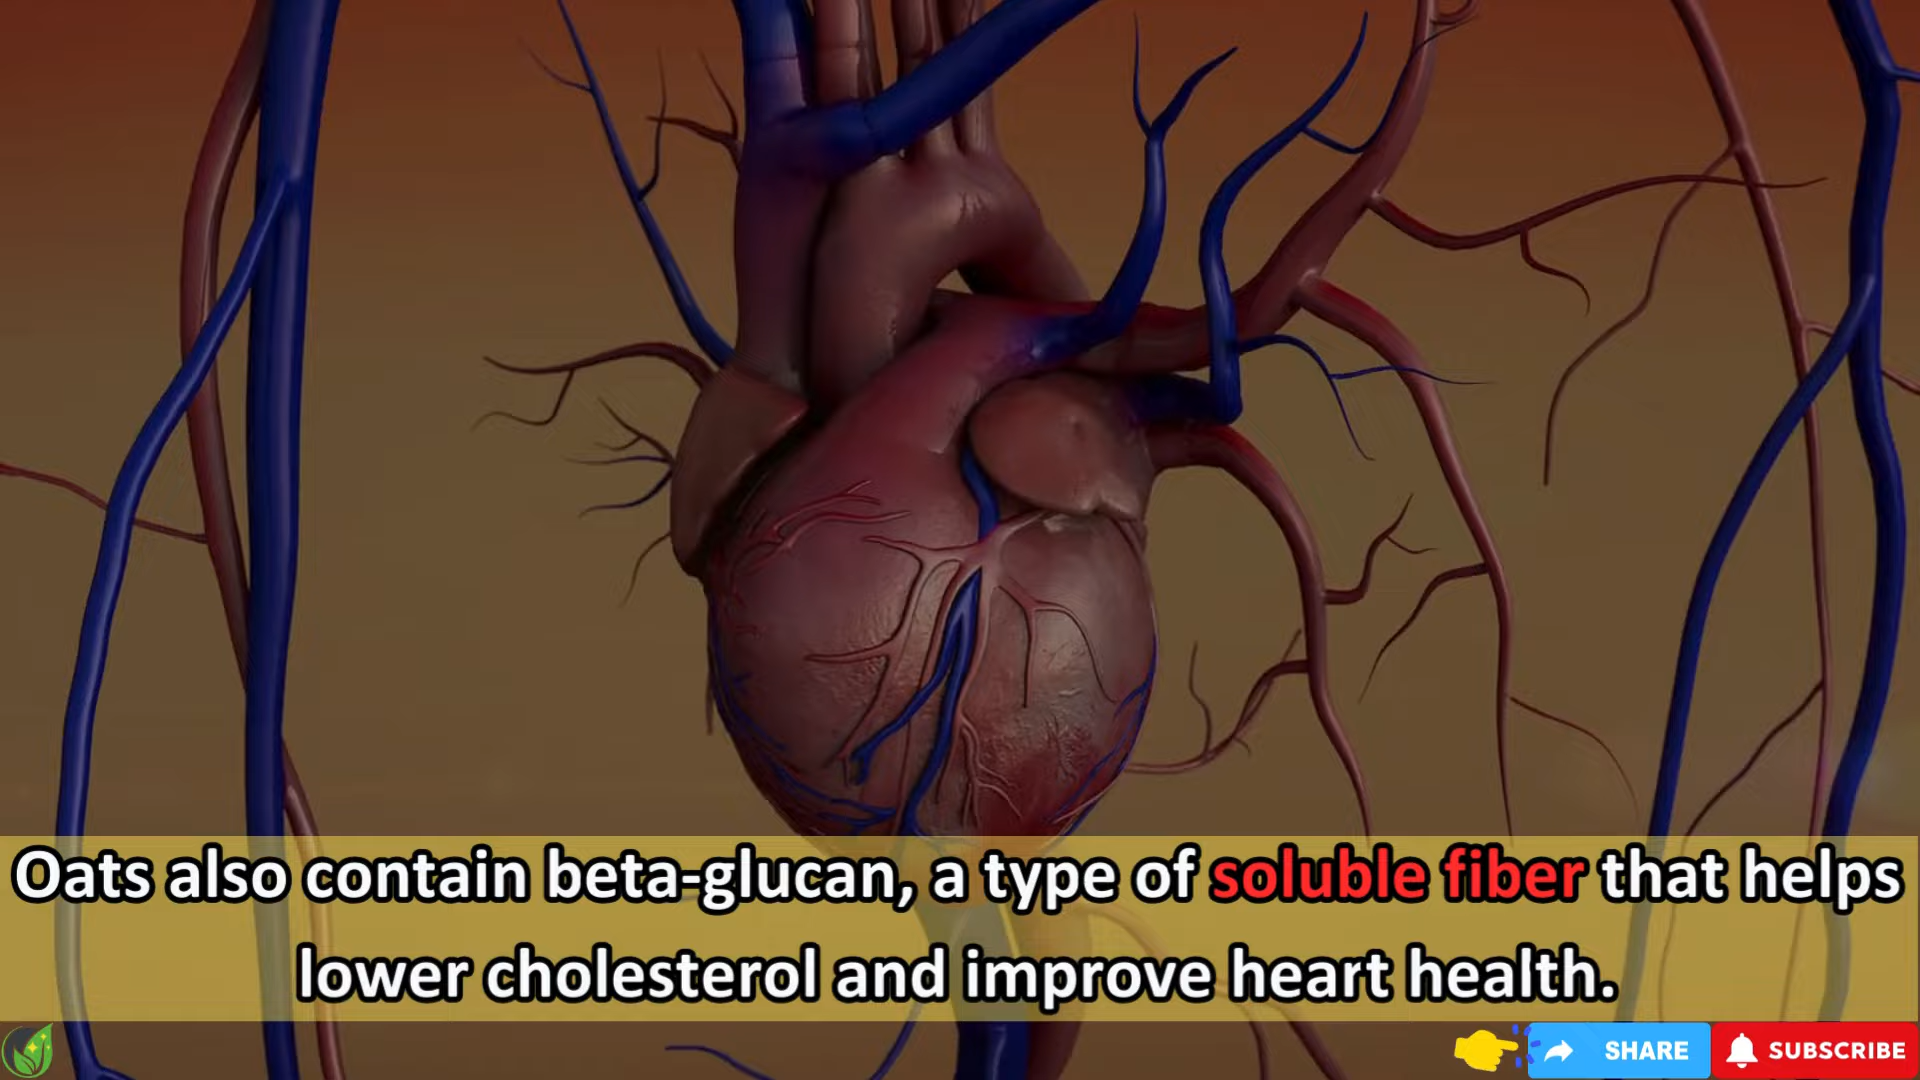 Oats also contain beta-glucan, a type of soluble fiber that helps
lower cholesterol and improve heart health.
SHARE
SUBSCRIBE